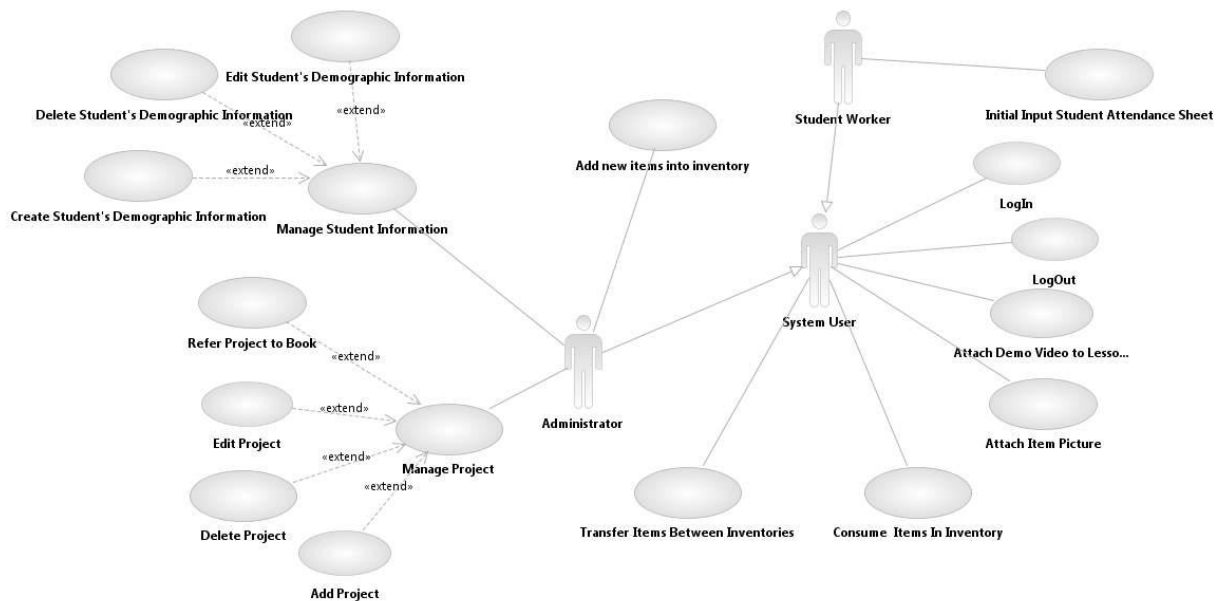 Edit Student's Demographic Information
Delete Student's Demographic Information
«extend»
«extend»
«extend»
Create Student's Demographic Information
Manage Student Information
Add new items into inventory
Student Worker
Initial Input Student Attendance Sheet
LogIn
LogOut
System User
Attach Demo Video to Lesso...
Attach Item Picture
Refer Project to Book
«extend»
Edit Project
«extend»
Administrator
Manage Project
«extend»
«extend»
Delete Project
Add Project
Transfer Items Between Inventories
Consume Items In Inventory